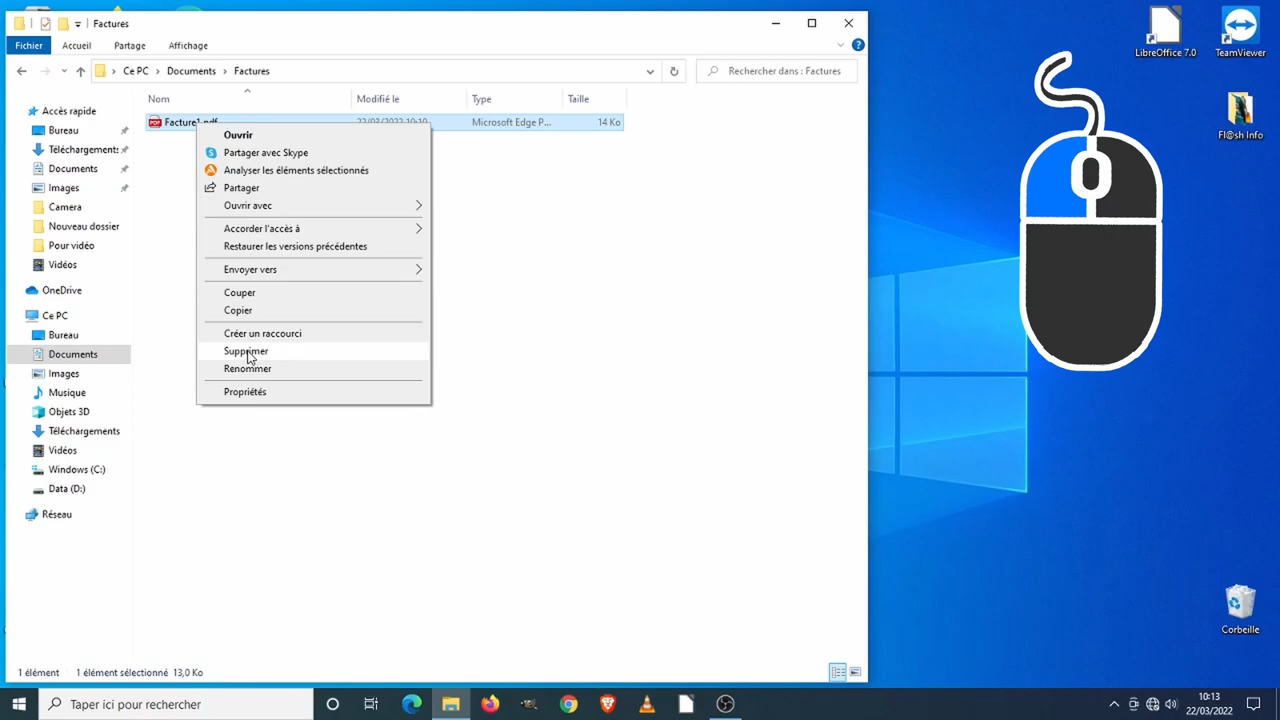 Factures
Fichier Accueil Partage Affichage
Ce PC > Documents > Factures
Rechercher dans : Factures
Nom Modifié le Type Taille
Facture1.pdf 22/03/2022 10:10 Microsoft Edge P... 14 Ko
Accès rapide
Bureau
Téléchargements
Documents
Images
Camera
Nouveau dossier
Pour vidéo
Vidéos
OneDrive
Ce PC
Bureau
Documents
Images
Musique
Objets 3D
Téléchargements
Vidéos
Windows (C:)
Data (D:)
Réseau
Ouvrir
Partager avec Skype
Analyser les éléments sélectionnés
Partager
Ouvrir avec
Accorder l'accès à
Restaurer les versions précédentes
Envoyer vers
Couper
Copier
Créer un raccourci
Supprimer
Renommer
Propriétés
1 élément 1 élément sélectionné 13,0 Ko
LibreOffice 7.0
TeamViewer
Fl@sh Info
Corbeille
Taper ici pour rechercher
10:13
22/03/2022